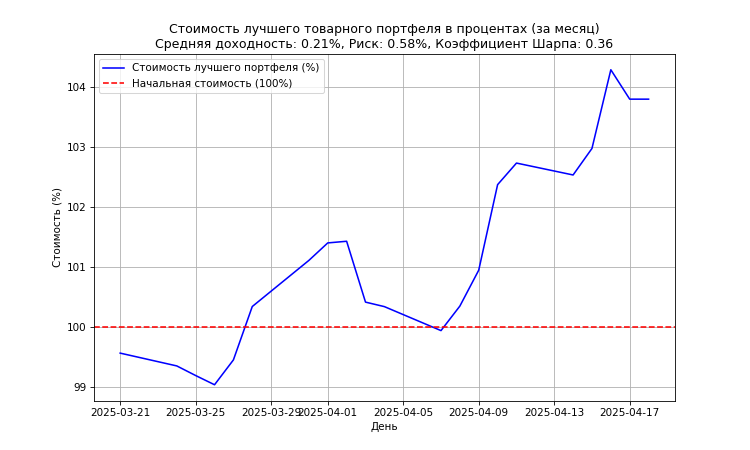 Стоимость лучшего товарного портфеля в процентах (за месяц)
Средняя доходность: 0.21%, Риск: 0.58%, Коэффициент Шарпа: 0.36
Стоимость лучшего портфеля (%)
Начальная стоимость (100%)
Стоимость (%)
104
103
102
101
100
99
2025-03-21 2025-03-25 2025-03-29 2025-04-01 2025-04-05 2025-04-09 2025-04-13 2025-04-17
День